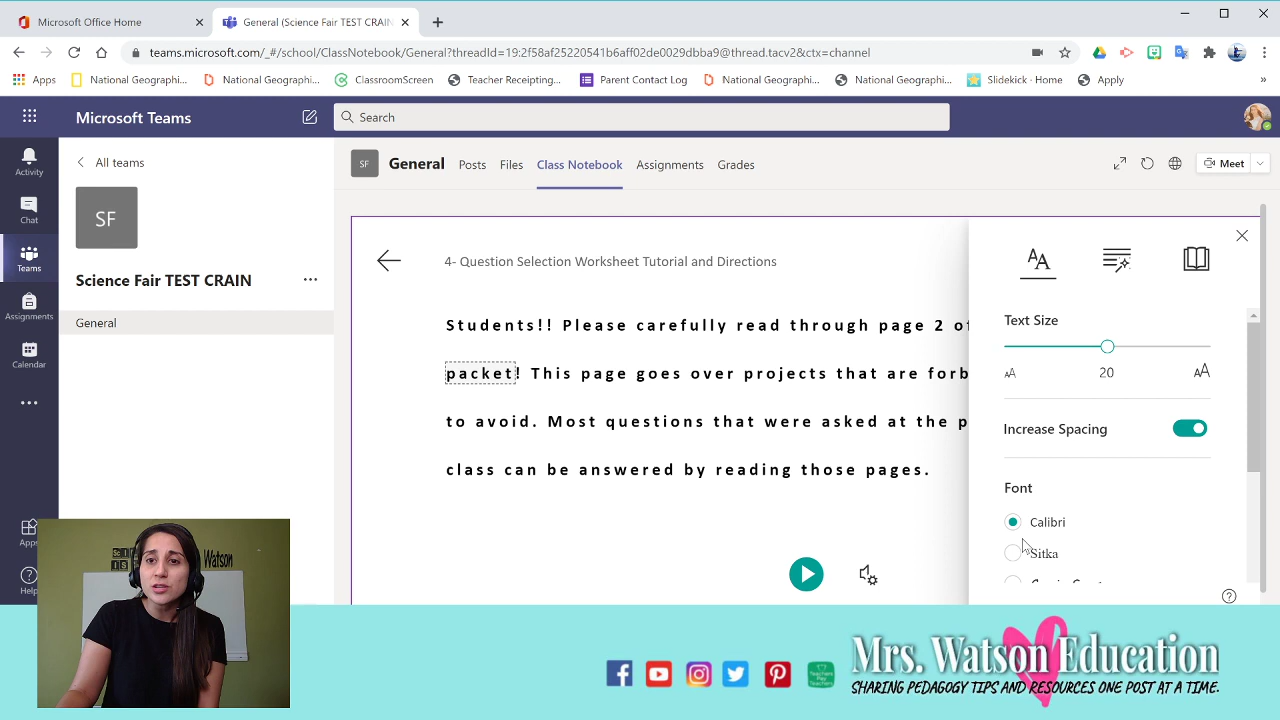 Microsoft Office Home
General (Science Fair TEST CRAIN
teams.microsoft.com/_#/school/ClassNotebook/General?threadId=19:2f58af25220541b6aff02de0029dbba9@thread.tacv2&ctx=channel
Apps National Geographi... National Geographi... ClassroomScreen Teacher Receipting... Parent Contact Log National Geographi... National Geographi... Slidekick · Home Apply »
Microsoft Teams
Search
Activity
Chat
Teams
Assignments
Calendar
Apps
Help
All teams
SF
Science Fair TEST CRAIN
General
SF General Posts Files Class Notebook Assignments Grades
Meet
4- Question Selection Worksheet Tutorial and Directions
Students!! Please carefully read through page 2 of
packet! This page goes over projects that are forb
to avoid. Most questions that were asked at the p
class can be answered by reading those pages.
AA
Text Size
AA 20 AA
Increase Spacing
Font
Calibri
Sitka
Watson
Mrs. Watson Education
SHARING PEDAGOGY TIPS AND RESOURCES ONE POST AT A TIME.